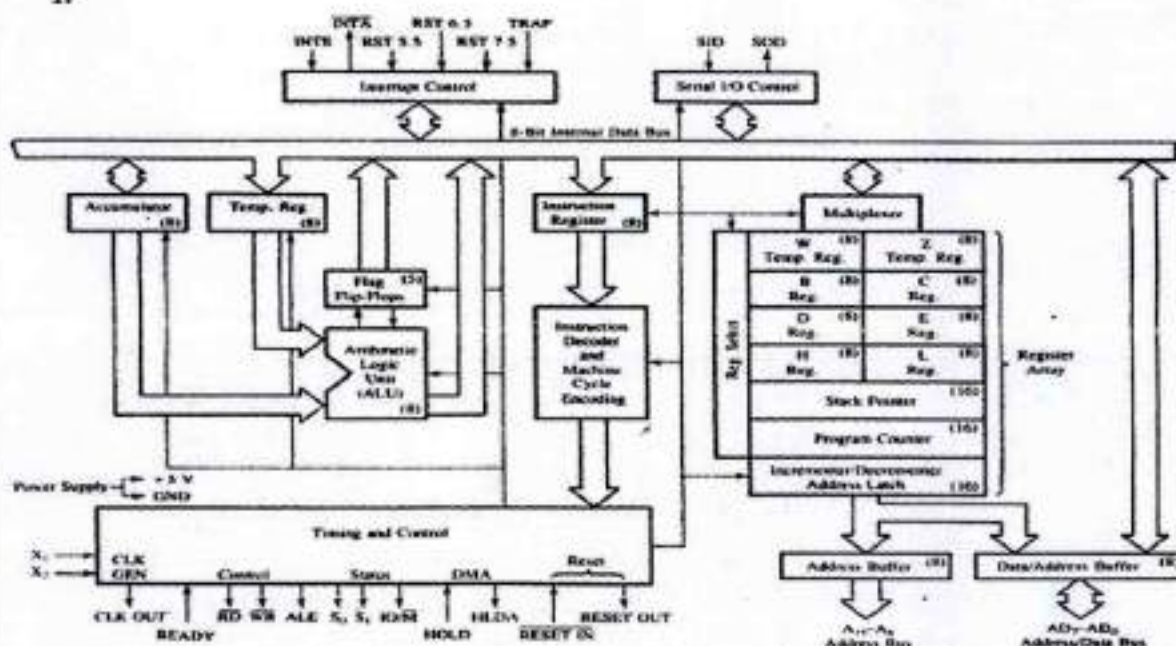 INTA RST 6.5 TRAP
INTR RST 5.5 RST 7.5
SID SOD
Interrupt Control
Serial I/O Control
8-Bit Internal Data Bus
Accumulator (8)
Temp. Reg. (8)
Instruction Register (8)
Multiplexer
Flag (5)
Flip-Flops
Arithmetic
Logic
Unit
(ALU)
(8)
Instruction
Decoder
and
Machine
Cycle
Encoding
Reg. Select
W (8) Temp. Reg.
Z (8) Temp. Reg.
B (8) Reg.
C (8) Reg.
D (8) Reg.
E (8) Reg.
H (8) Reg.
L (8) Reg.
Stack Pointer (16)
Program Counter (16)
Incrementer/Decrementer
Address Latch (16)
Register
Array
Power Supply
+5 V
GND
Timing and Control
X₁
X₂
CLK
GEN
Control
Status
DMA
Reset
CLK OUT
READY
RD WR ALE S₀ S₁ IO/M
HOLD
HLDA
RESET IN
RESET OUT
Address Buffer (8)
Data/Address Buffer (8)
A₁₅-A₈
Address Bus
AD₇-AD₀
Address/Data Bus